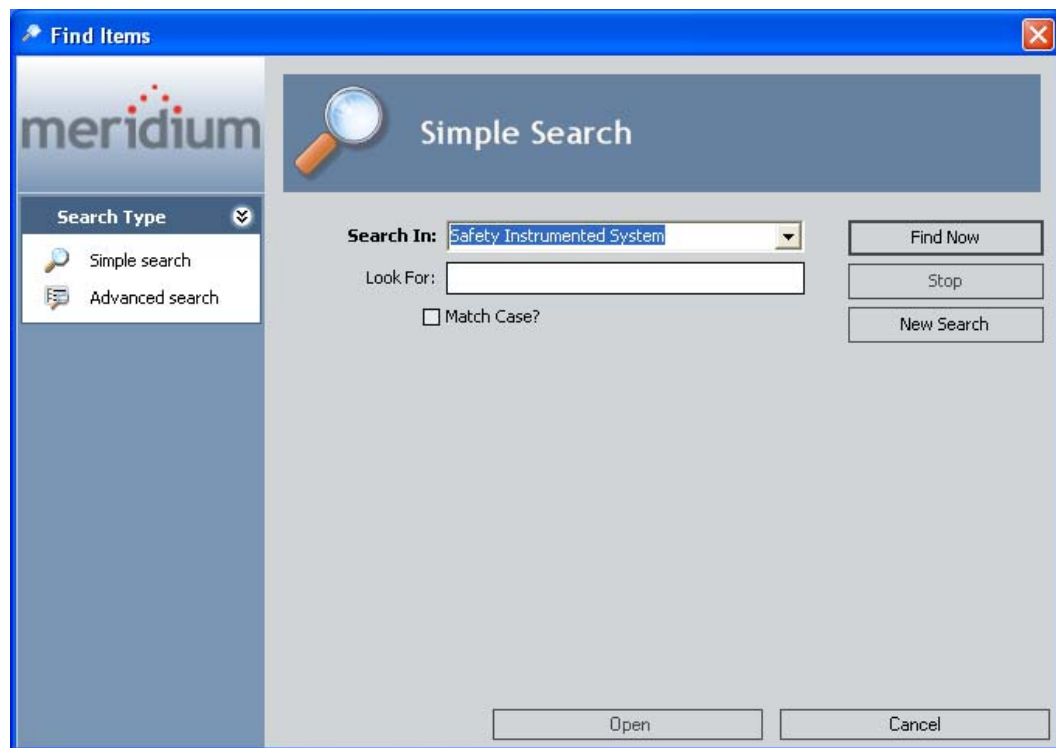 Find Items
meridium
Simple Search
Search Type
Simple search
Advanced search
Search In: Safety Instrumented System
Look For:
Match Case?
Find Now
Stop
New Search
Open
Cancel